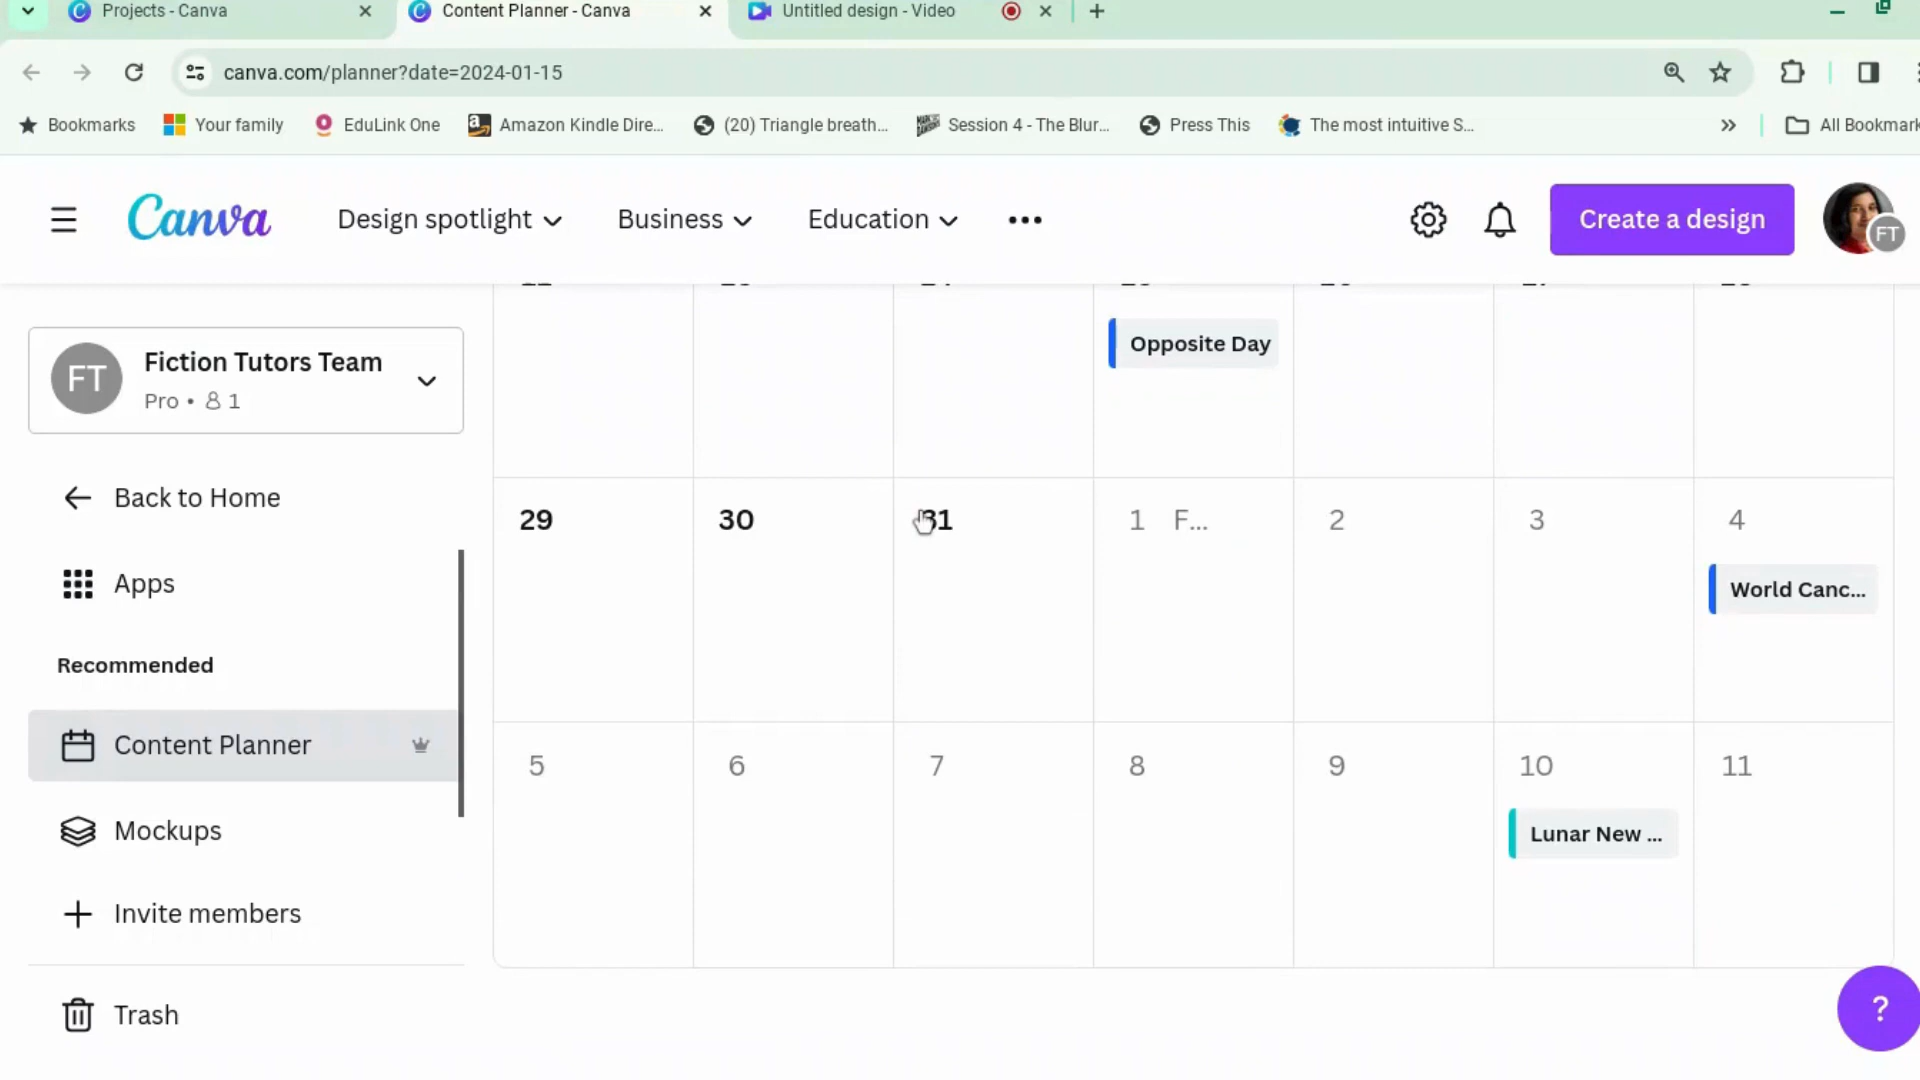 Projects - Canva
Content Planner - Canva
Untitled design - Video
canva.com/planner?date=2024-01-15
Bookmarks
Your family
EduLink One
Amazon Kindle Dire...
(20) Triangle breath...
Session 4 - The Blur...
Press This
The most intuitive S...
All Bookmark
Canva
Design spotlight
Business
Education
Create a design
FT
FT
Fiction Tutors Team
Pro • 1
Back to Home
Apps
Recommended
Content Planner
Mockups
Invite members
Trash
Opposite Day
29 30 31 1 F... 2 3 4
World Canc...
5 6 7 8 9 10 11
Lunar New ...
?